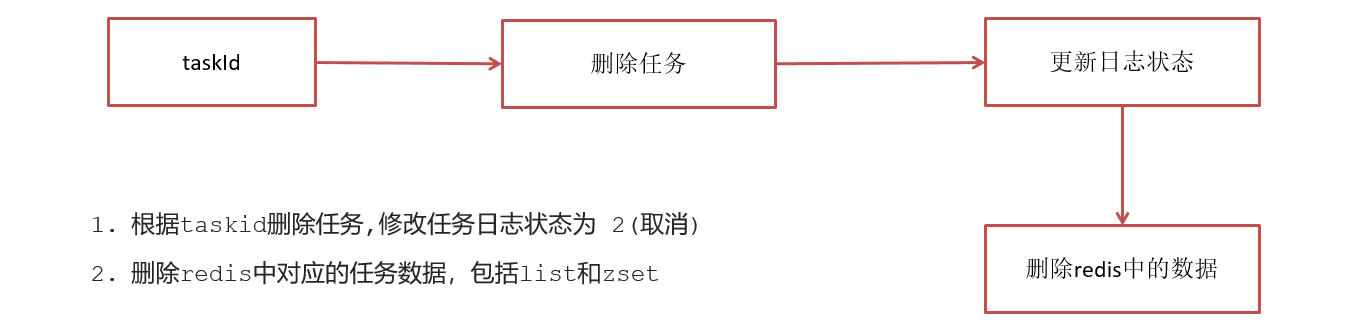 taskId
删除任务
更新日志状态
1. 根据taskid删除任务,修改任务日志状态为 2(取消)
2. 删除redis中对应的任务数据，包括list和zset
删除redis中的数据